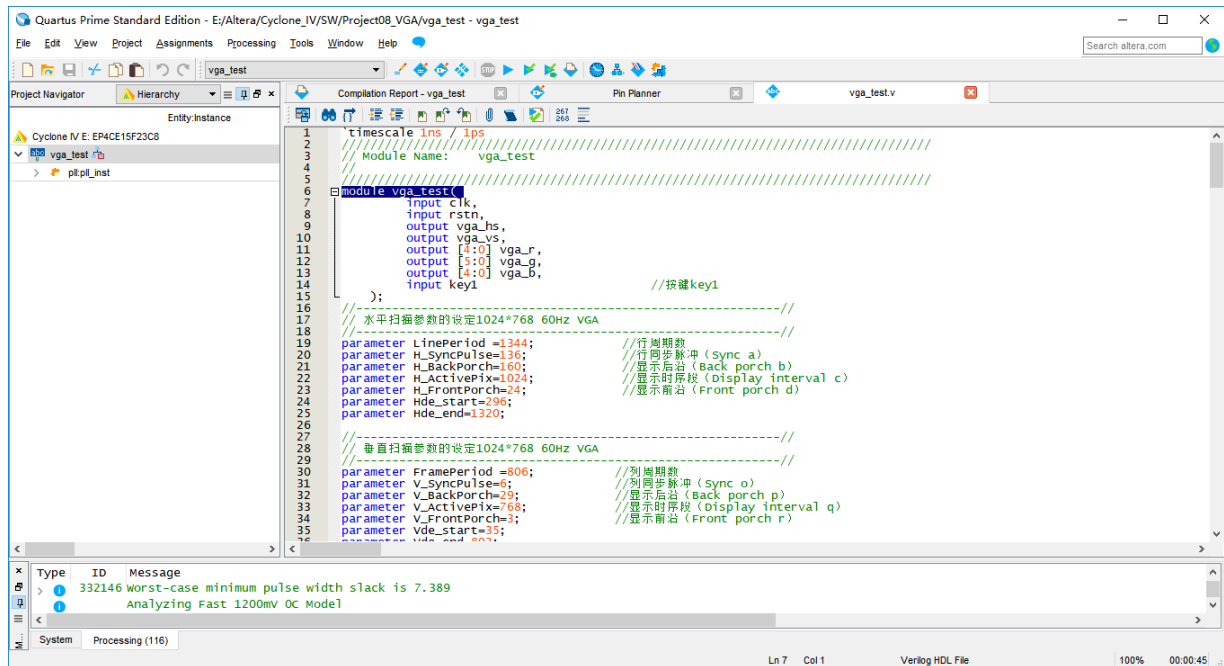 Quartus Prime Standard Edition - E:/Altera/Cyclone_IV/SW/Project08_VGA/vga_test - vga_test
File Edit View Project Assignments Processing Tools Window Help
Search altera.com
vga_test
Project Navigator Hierarchy
Entity:Instance
Cyclone IV E: EP4CE15F23C8
vga_test
pll:pll_inst
Compilation Report - vga_test
Pin Planner
vga_test.v
267
268
1 `timescale 1ns / 1ps
2 //////////////////////////////////////////////////////////////////////////////////
3 // Module Name:    vga_test
4 //
5 //////////////////////////////////////////////////////////////////////////////////
6 module vga_test(
7 input clk,
8 input rstn,
9 output vga_hs,
10 output vga_vs,
11 output [4:0] vga_r,
12 output [5:0] vga_g,
13 output [4:0] vga_b,
14 input key1 //按键key1
15 );
16 //-----------------------------------------------------------//
17 // 水平扫描参数的设定1024*768 60Hz VGA
18 //-----------------------------------------------------------//
19 parameter LinePeriod =1344; //行周期数
20 parameter H_SyncPulse=136; //行同步脉冲（Sync a）
21 parameter H_BackPorch=160; //显示后沿（Back porch b）
22 parameter H_ActivePix=1024; //显示时序段（Display interval c）
23 parameter H_FrontPorch=24; //显示前沿（Front porch d）
24 parameter Hde_start=296;
25 parameter Hde_end=1320;
26
27 //-----------------------------------------------------------//
28 // 垂直扫描参数的设定1024*768 60Hz VGA
29 //-----------------------------------------------------------//
30 parameter FramePeriod =806; //列周期数
31 parameter V_SyncPulse=6; //列同步脉冲（Sync o）
32 parameter V_BackPorch=29; //显示后沿（Back porch p）
33 parameter V_ActivePix=768; //显示时序段（Display interval q）
34 parameter V_FrontPorch=3; //显示前沿（Front porch r）
35 parameter Vde_start=35;
Type ID Message
332146 Worst-case minimum pulse width slack is 7.389
Analyzing Fast 1200mV 0C Model
System Processing (116)
Ln 7 Col 1 Verilog HDL File 100% 00:00:45